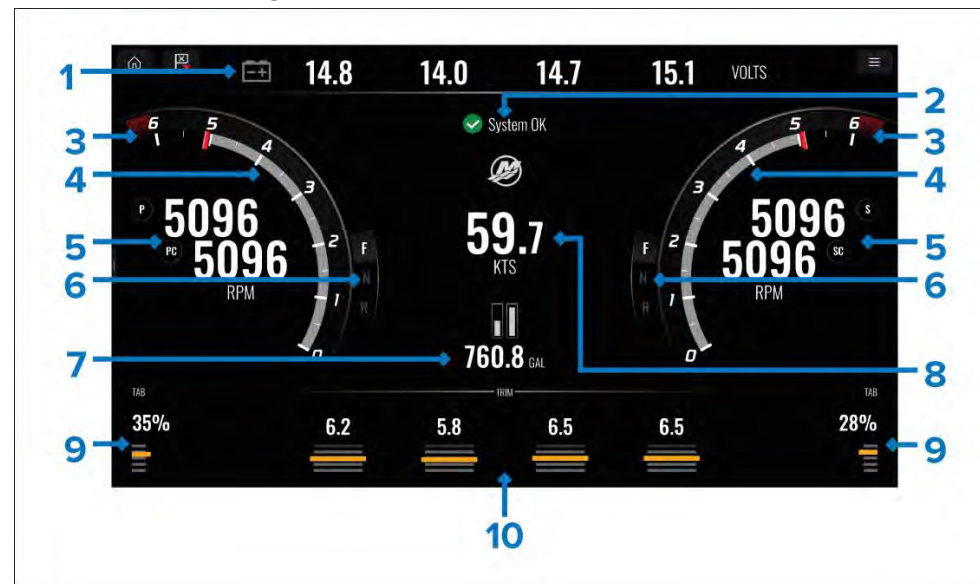 1 14.8 14.0 14.7 15.1 VOLTS
2
System OK
3 6 5 5 6 3
4 4 4 4
3 3
P 5096 5096 S
5 PC 5096 59.7 5096 SC 5
2 F KTS F 2
6 N N 6
RPM RPM
1 R R 1
0 0
7 760.8 GAL 8
TAB TRIM TAB
35% 6.2 5.8 6.5 6.5 28%
9 9
10